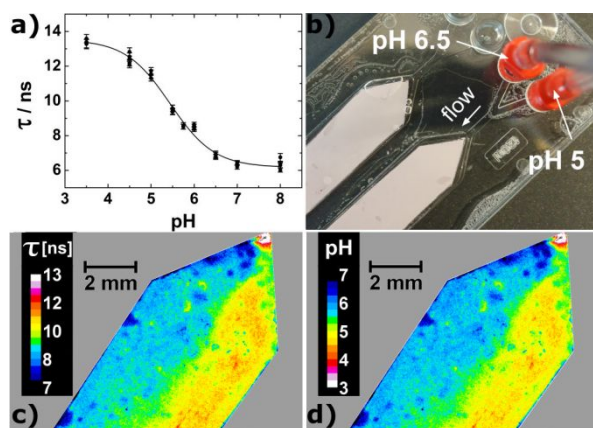 a)
τ / ns
14
12
10
8
6
3 4 5 6 7 8
pH
b)
pH 6.5
flow
pH 5
τ[ns]
13
12
11
10
9
8
7
2 mm
c)
pH
7
6
5
4
3
2 mm
d)